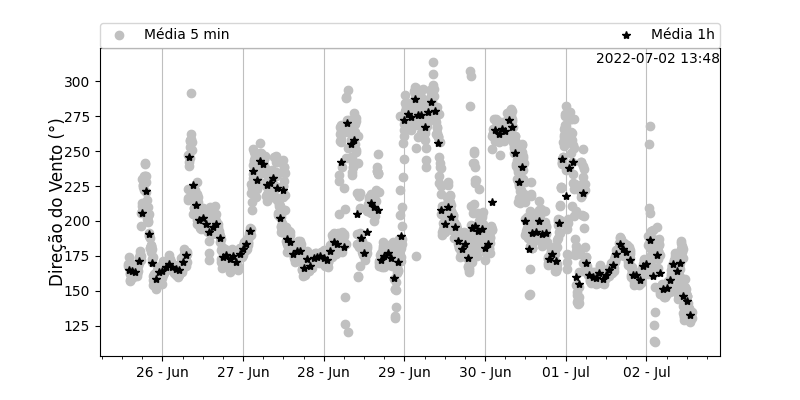 Média 5 min
Média 1h
2022-07-02 13:48
Direção do Vento (°)
300
275
250
225
200
175
150
125
26 - Jun
27 - Jun
28 - Jun
29 - Jun
30 - Jun
01 - Jul
02 - Jul